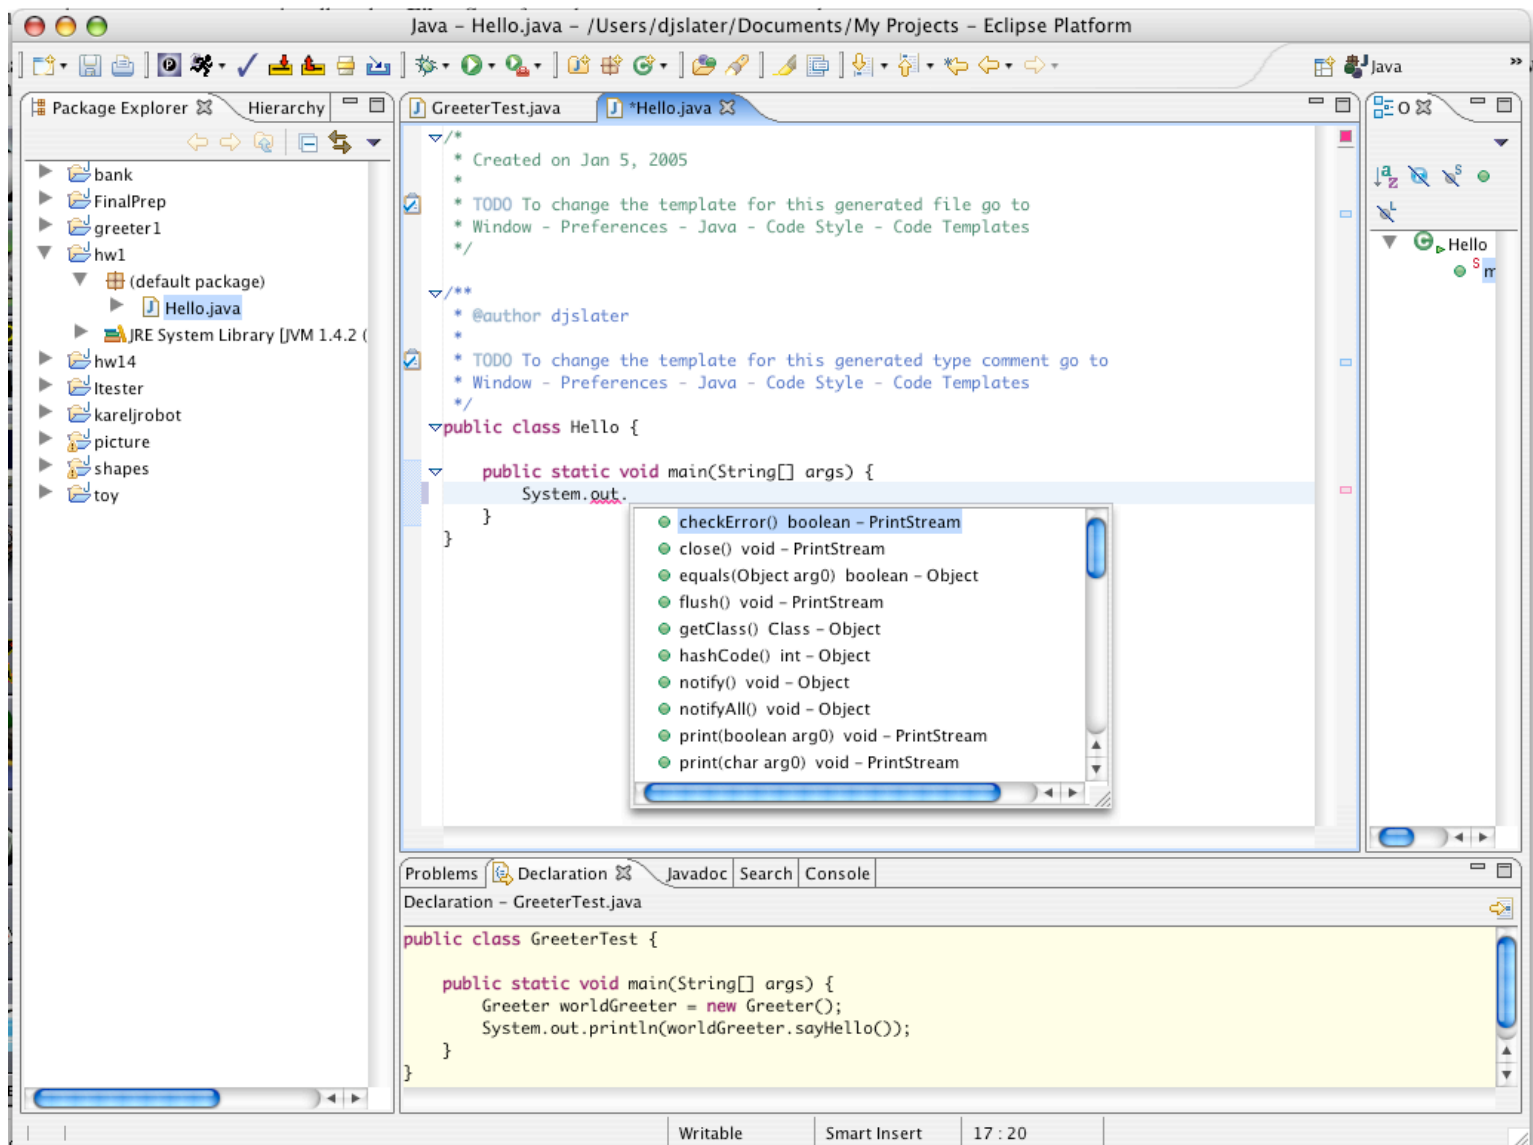 Java – Hello.java – /Users/djslater/Documents/My Projects – Eclipse Platform
Java
»
Package Explorer
Hierarchy
bank
FinalPrep
greeter1
hw1
(default package)
Hello.java
JRE System Library [JVM 1.4.2 (
hw14
ltester
kareljrobot
picture
shapes
toy
GreeterTest.java
*Hello.java
/*
* Created on Jan 5, 2005
*
* TODO To change the template for this generated file go to
* Window - Preferences - Java - Code Style - Code Templates
*/
/**
* @author djslater
*
* TODO To change the template for this generated type comment go to
* Window - Preferences - Java - Code Style - Code Templates
*/
public class Hello {
public static void main(String[] args) {
System.out.
}
}
checkError() boolean – PrintStream
close() void – PrintStream
equals(Object arg0) boolean – Object
flush() void – PrintStream
getClass() Class – Object
hashCode() int – Object
notify() void – Object
notifyAll() void – Object
print(boolean arg0) void – PrintStream
print(char arg0) void – PrintStream
O
Hello
m
Problems
Declaration
Javadoc
Search
Console
Declaration – GreeterTest.java
public class GreeterTest {
public static void main(String[] args) {
Greeter worldGreeter = new Greeter();
System.out.println(worldGreeter.sayHello());
}
}
Writable
Smart Insert
17 : 20